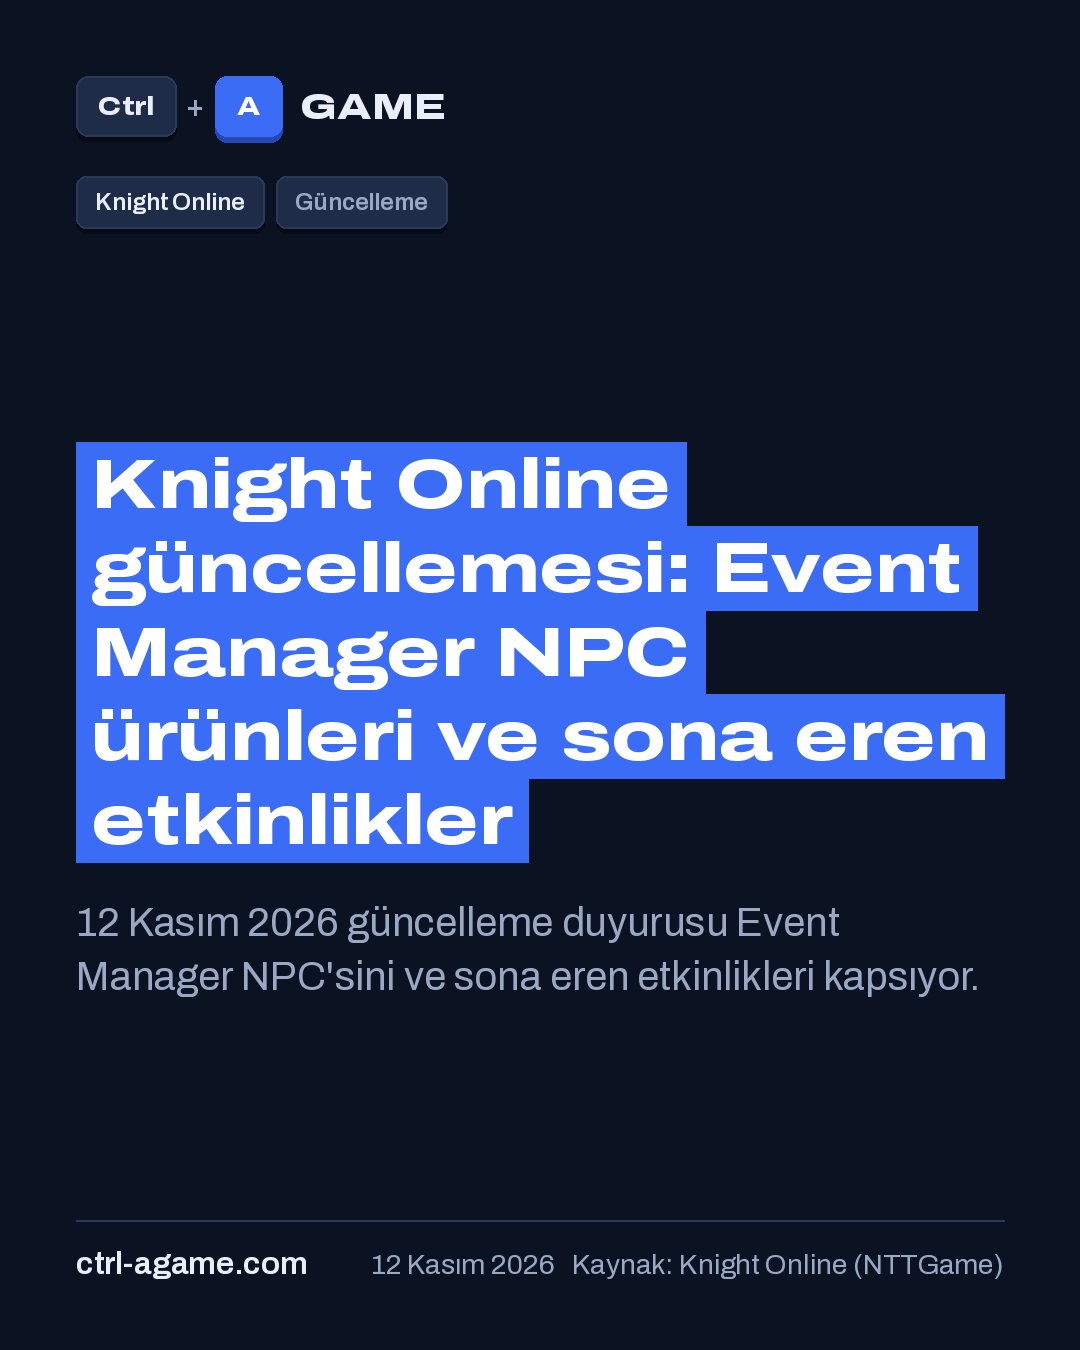 Ctrl + A GAME
Knight Online Güncelleme
Knight Online
güncellemesi: Event
Manager NPC
ürünleri ve sona eren
etkinlikler
12 Kasım 2026 güncelleme duyurusu Event
Manager NPC'sini ve sona eren etkinlikleri kapsıyor.
ctrl-agame.com 12 Kasım 2026 Kaynak: Knight Online (NTTGame)